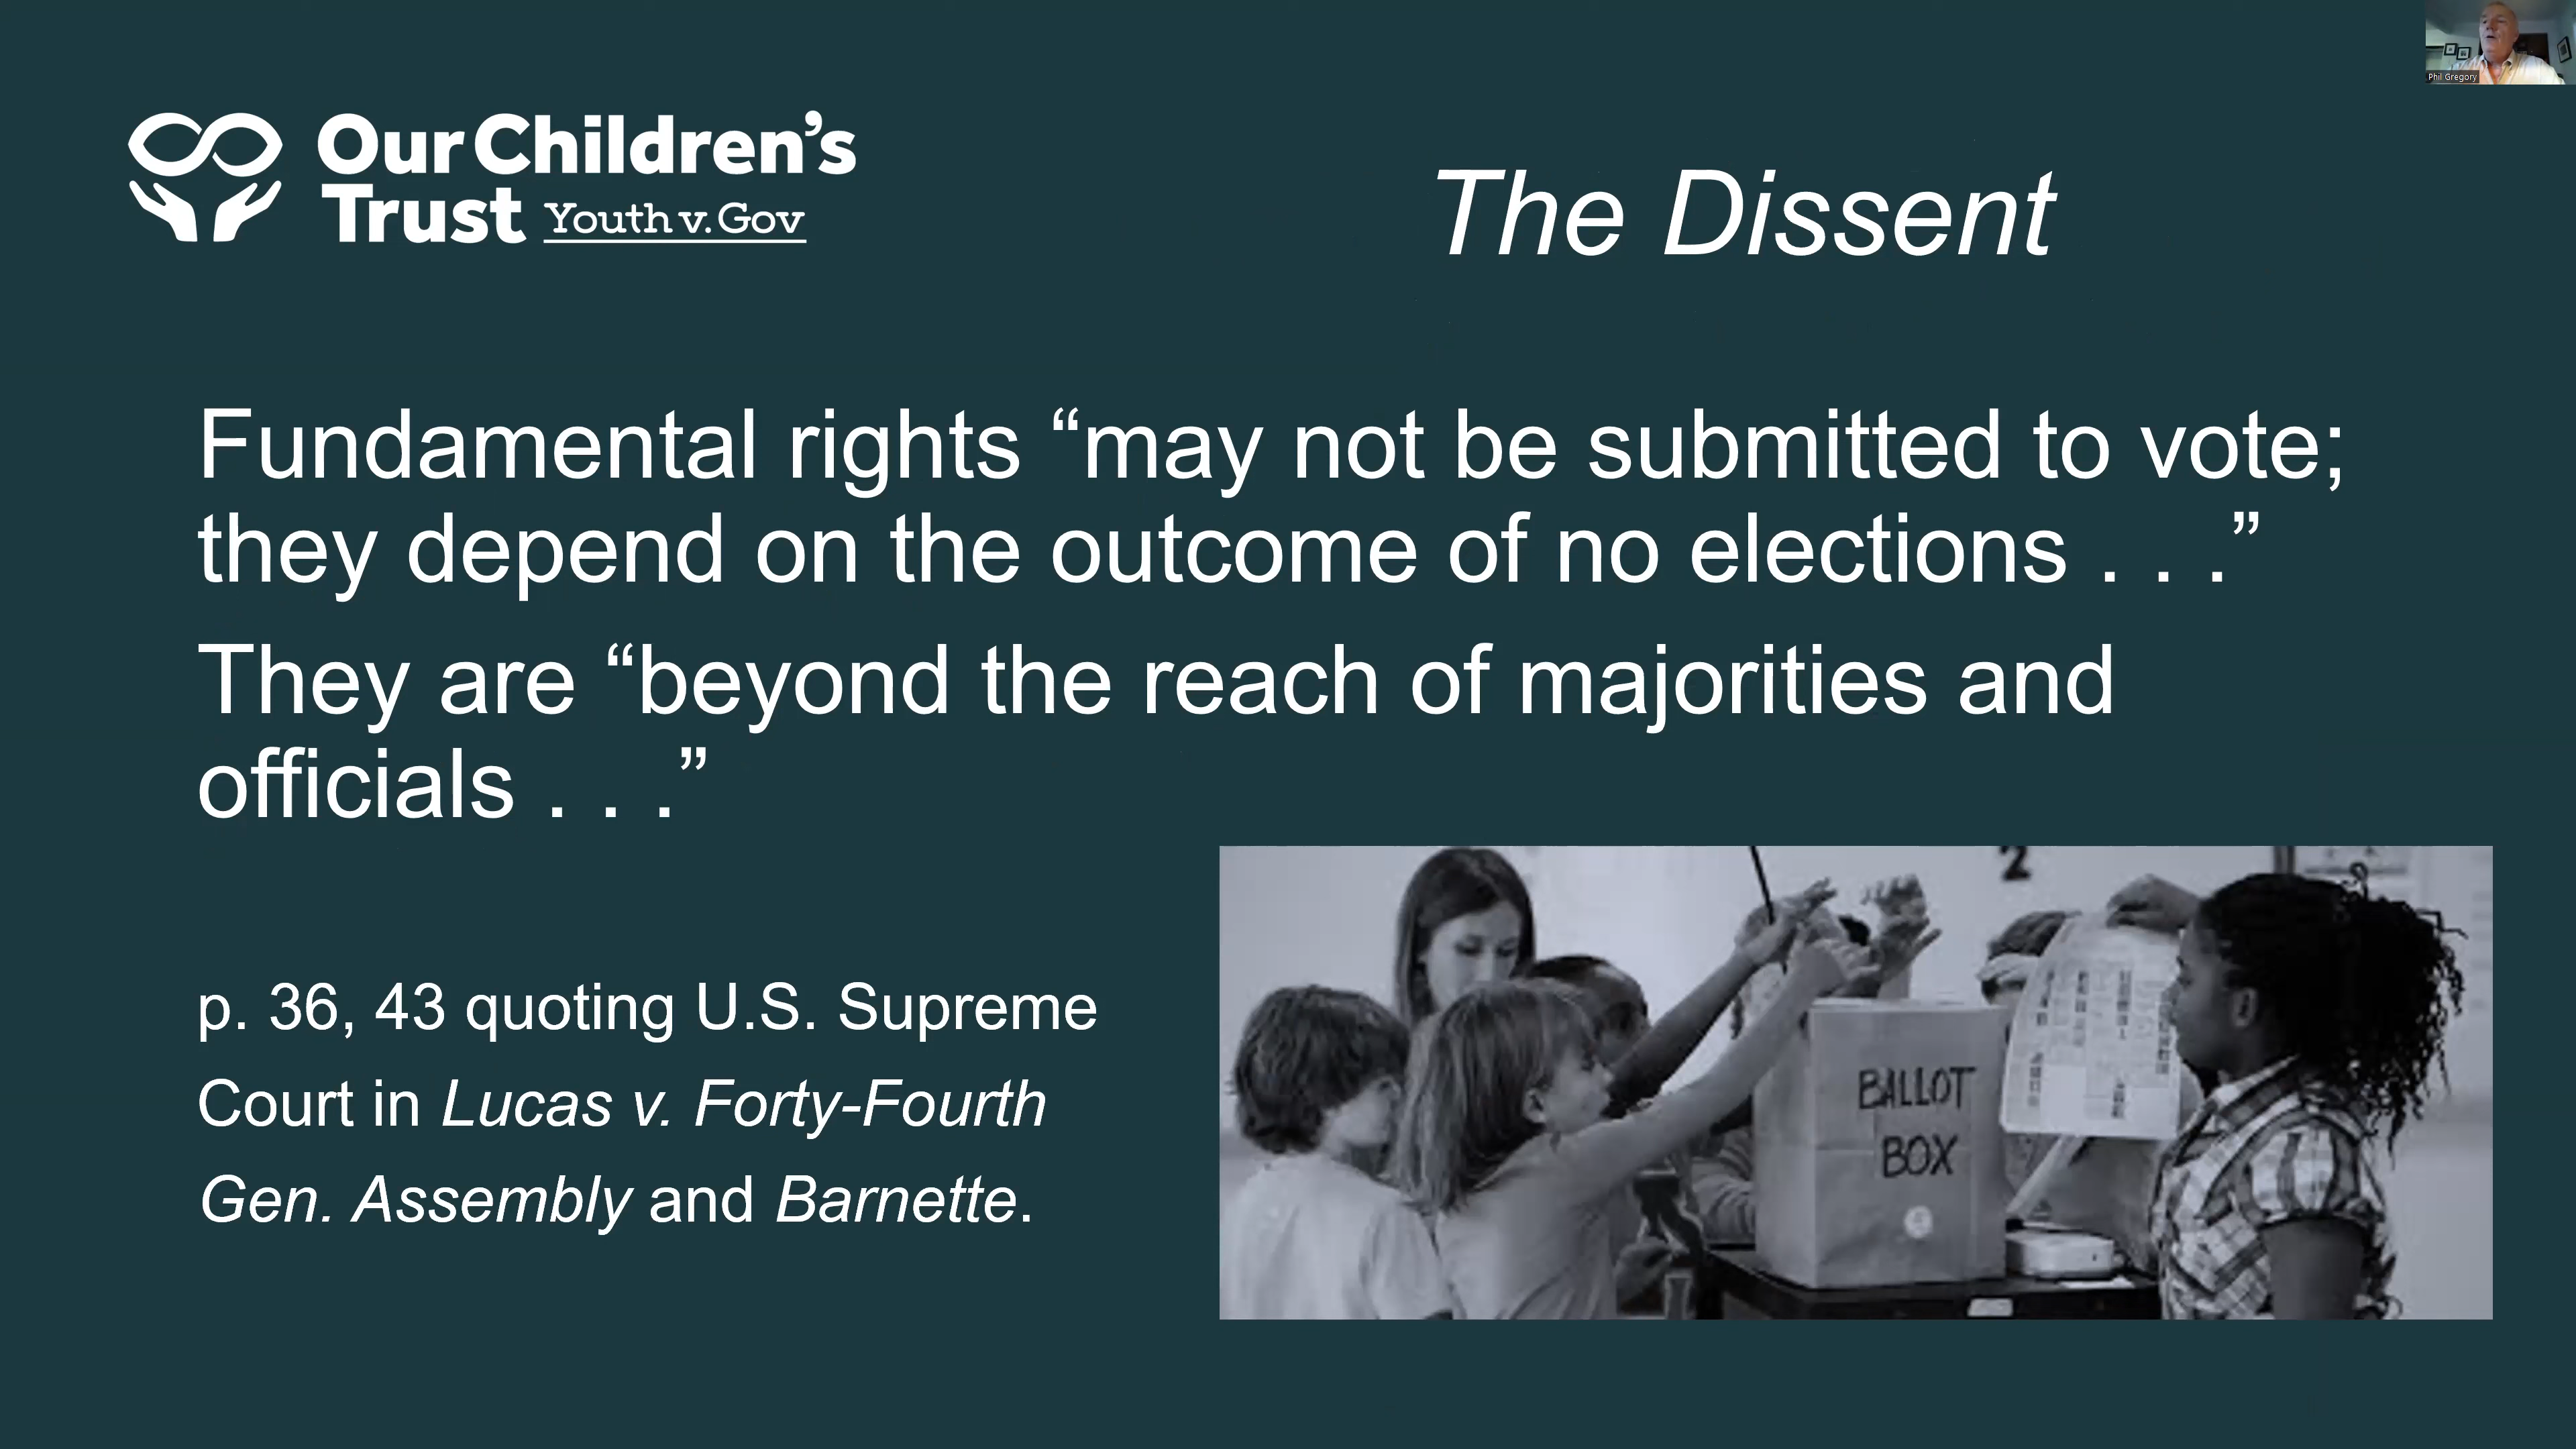 Phil Gregory
Our Children's
Trust Youth v. Gov
The Dissent
Fundamental rights “may not be submitted to vote;
they depend on the outcome of no elections . . .”
They are “beyond the reach of majorities and
officials . . .”
p. 36, 43 quoting U.S. Supreme
Court in Lucas v. Forty-Fourth
Gen. Assembly and Barnette.
2
BALLOT
BOX